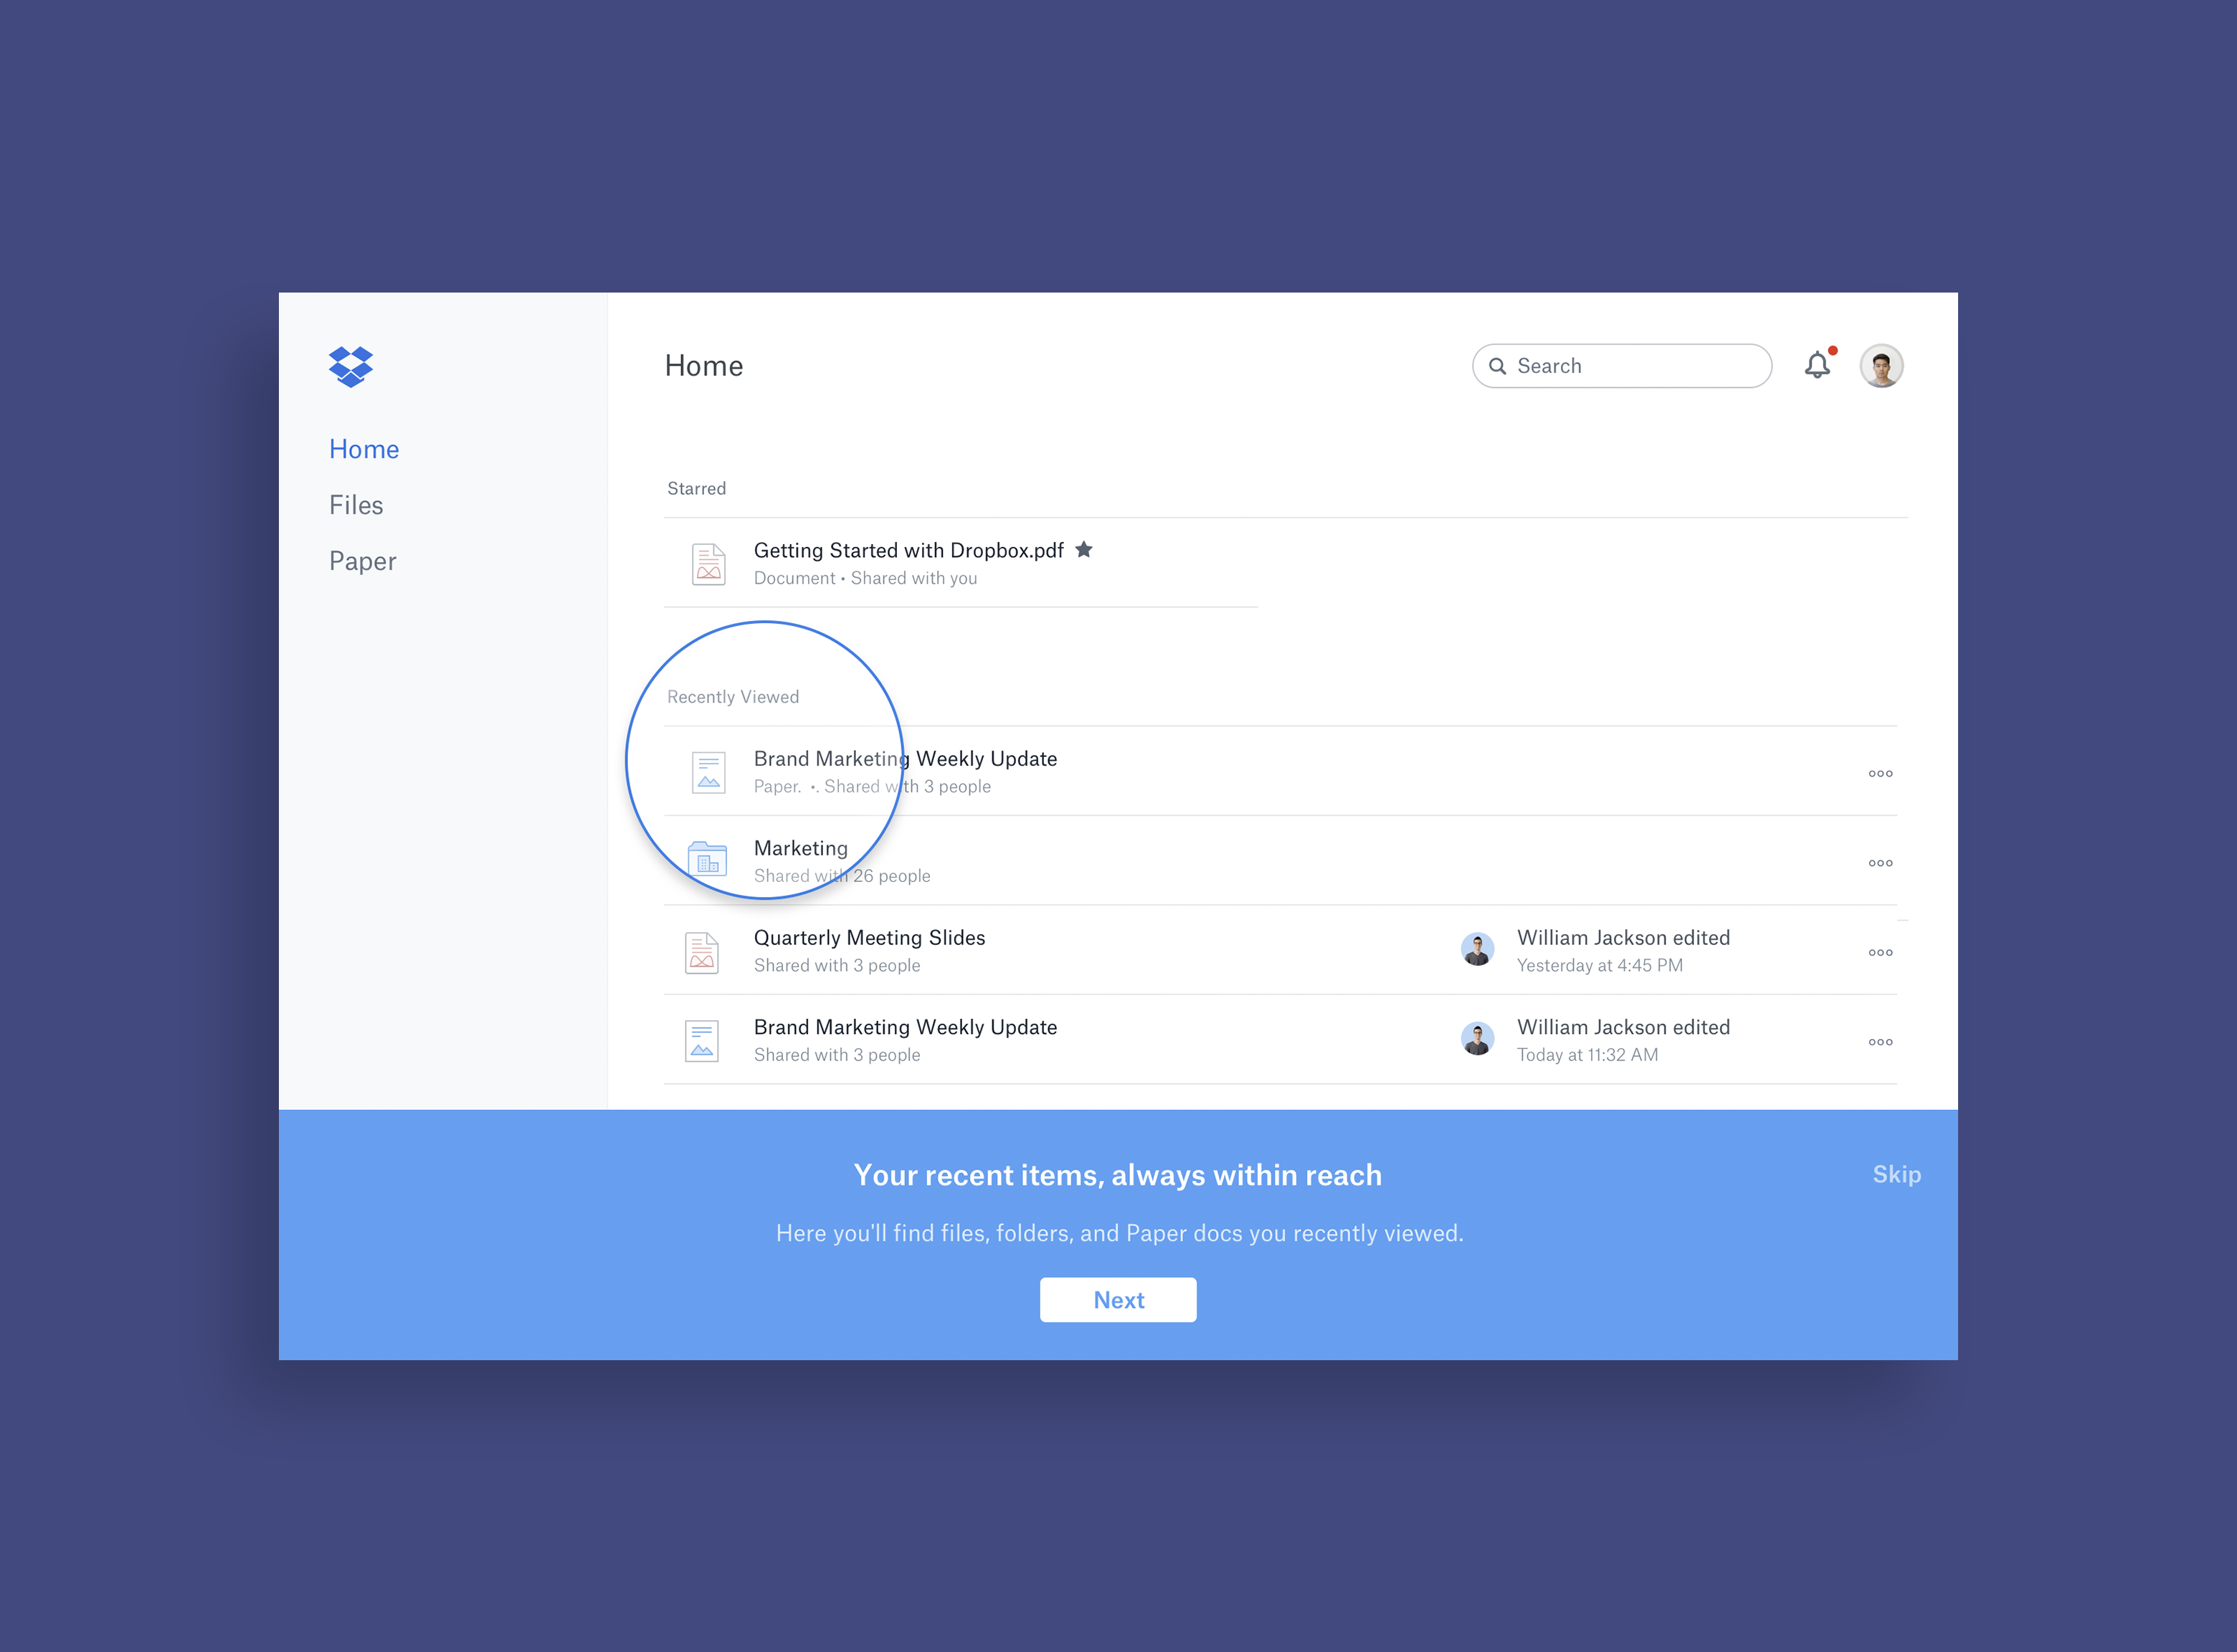 Home
Search
Home
Files
Paper
Starred
Getting Started with Dropbox.pdf
Document • Shared with you
Recently Viewed
Brand Marketing Weekly Update
Paper. •. Shared with 3 people
Marketing
Shared with 26 people
Quarterly Meeting Slides
Shared with 3 people
William Jackson edited
Yesterday at 4:45 PM
Brand Marketing Weekly Update
Shared with 3 people
William Jackson edited
Today at 11:32 AM
Your recent items, always within reach
Skip
Here you'll find files, folders, and Paper docs you recently viewed.
Next